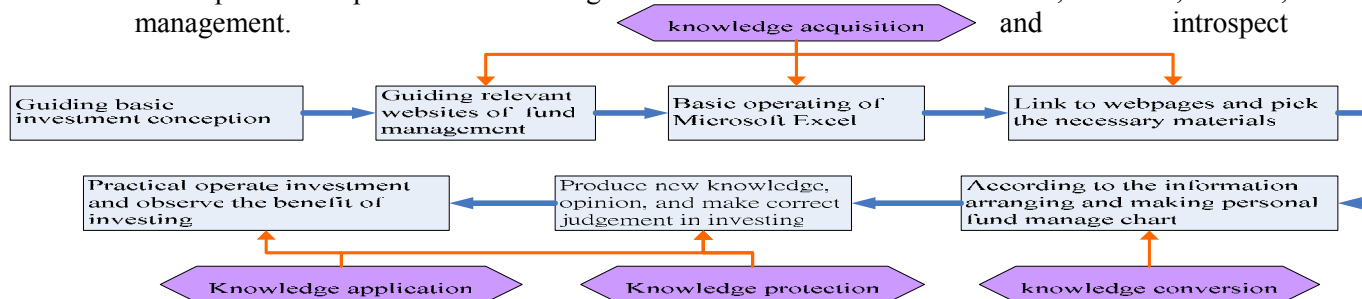 management.
and introspect
knowledge acquisition
Guiding basic
investment conception
Guiding relevant
websites of fund
management
Basic operating of
Microsoft Excel
Link to webpages and pick
the necessary materials
Practical operate investment
and observe the benefit of
investing
Produce new knowledge,
opinion, and make correct
judgement in investing
According to the information
arranging and making personal
fund manage chart
Knowledge application
Knowledge protection
knowledge conversion